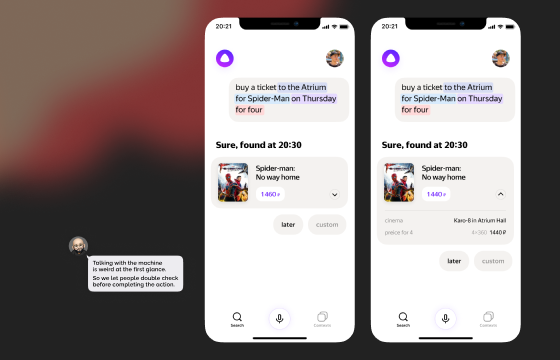 20:21
buy a ticket to the Atrium
for Spider-Man on Thursday
for four
Sure, found at 20:30
Spider-man:
No way home
1460 ₽
later
custom
Search
Contacts
20:21
buy a ticket to the Atrium
for Spider-Man on Thursday
for four
Sure, found at 20:30
Spider-man:
No way home
1440 ₽
cinema
Karo-8 in Atrium Hall
preice for 4
4×360 1440 ₽
later
custom
Search
Contacts
Talking with the machine
is weird at the first glance.
So we let people double check
before completing the action.